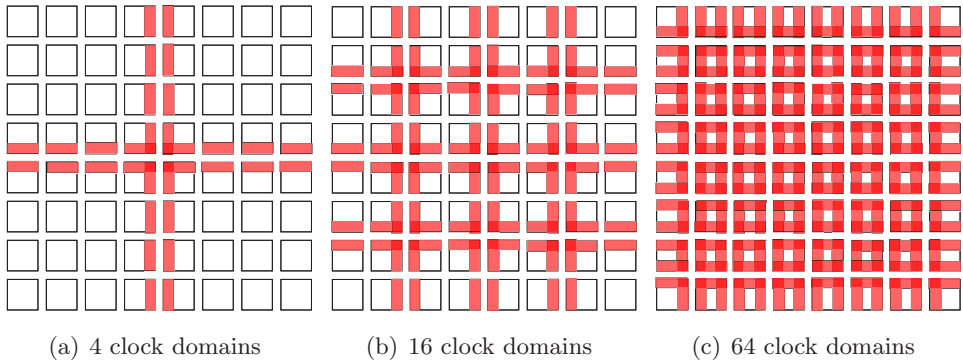 (a) 4 clock domains
(b) 16 clock domains
(c) 64 clock domains